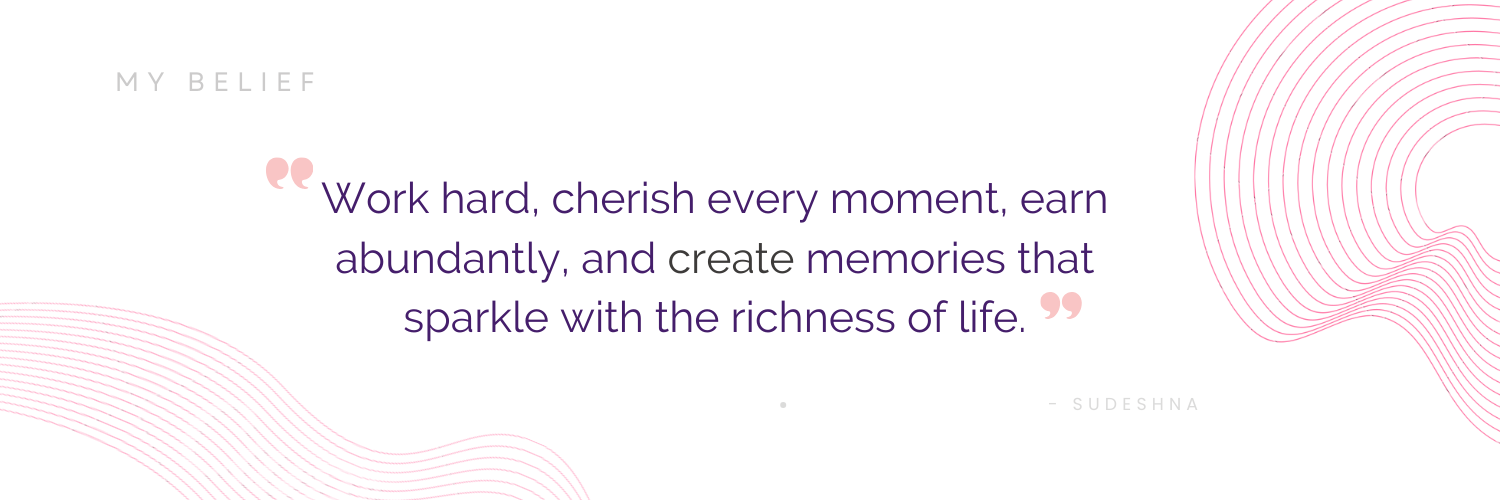 MY BELIEF
❟❟ Work hard, cherish every moment, earn
abundantly, and create memories that
sparkle with the richness of life. ❟❟
- SUDESHNA